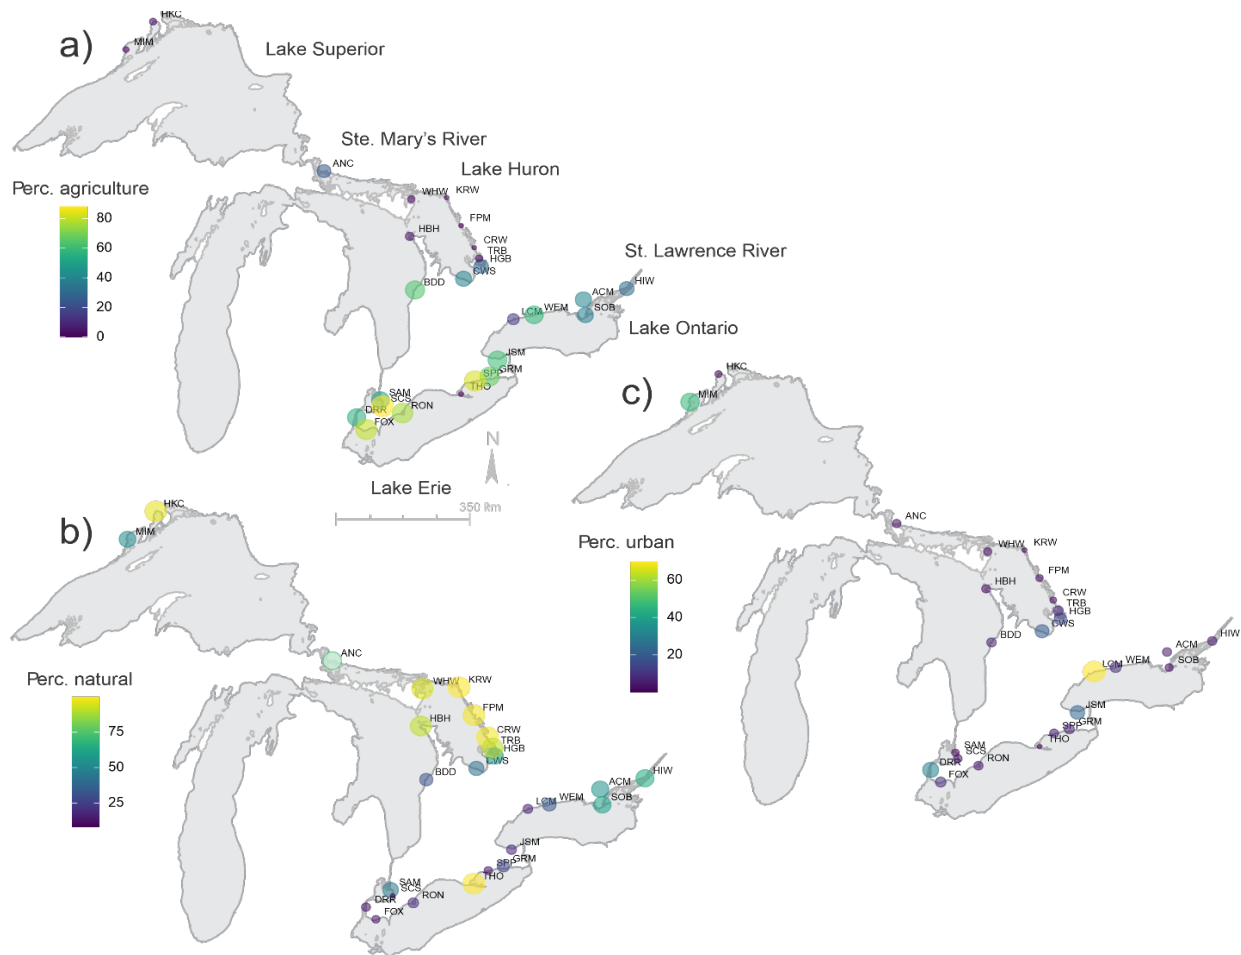 HKC
a)
MIM
Lake Superior
Ste. Mary's River
ANC
Lake Huron
Perc. agriculture
WHW
KRW
80
60
40
20
0
FPM
HBH
CRW
TRB
HGB
CWS
BDD
St. Lawrence River
ACM
HIW
LCM
WEM
SOB
Lake Ontario
JSM
GRM
SPP
THO
SAM
SCS
RON
DRR
FOX
N
Lake Erie
350 km
b)
HKC
MIM
ANC
Perc. natural
75
50
25
WHW
KRW
FPM
HBH
CRW
TRB
HGB
CWS
BDD
ACM
HIW
LCM
WEM
SOB
JSM
GRM
SPP
THO
SAM
SCS
RON
DRR
FOX
c)
HKC
MIM
ANC
Perc. urban
60
40
20
WHW
KRW
FPM
HBH
CRW
TRB
HGB
CWS
BDD
ACM
HIW
LCM
WEM
SOB
JSM
GRM
SPP
THO
SAM
SCS
RON
DRR
FOX